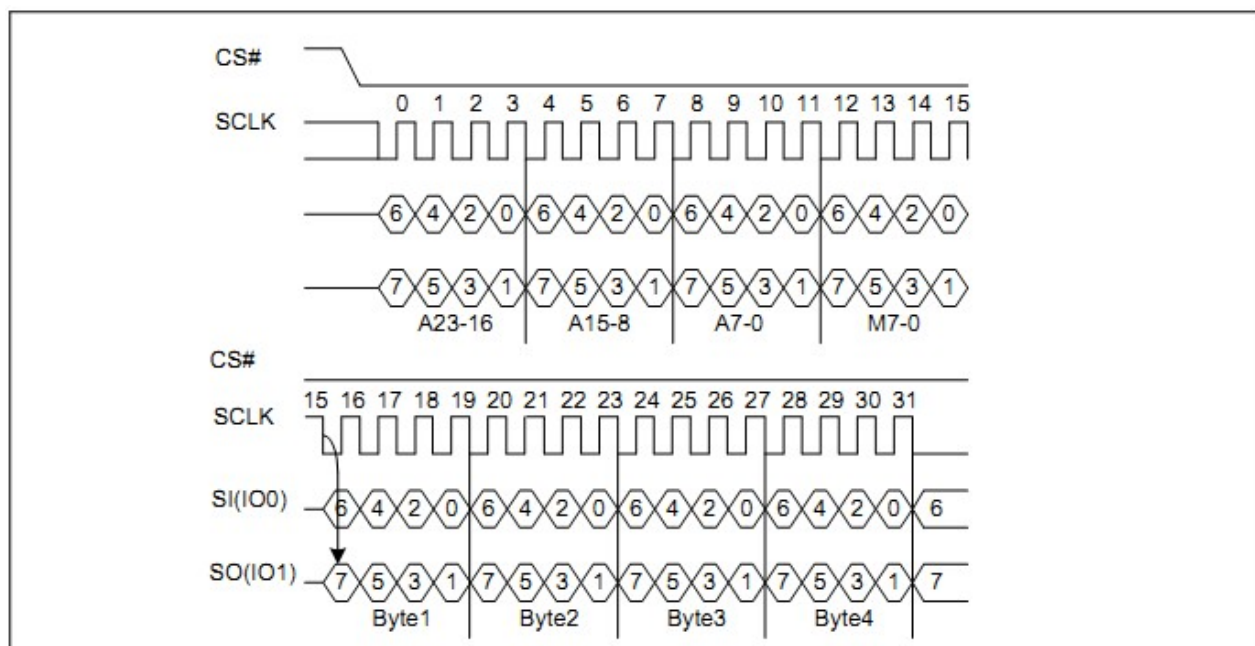 CS#
0 1 2 3 4 5 6 7 8 9 10 11 12 13 14 15
SCLK
6 4 2 0 6 4 2 0 6 4 2 0 6 4 2 0
7 5 3 1 7 5 3 1 7 5 3 1 7 5 3 1
A23-16 A15-8 A7-0 M7-0
CS#
15 16 17 18 19 20 21 22 23 24 25 26 27 28 29 30 31
SCLK
SI(IO0) 6 4 2 0 6 4 2 0 6 4 2 0 6 4 2 0 6
SO(IO1) 7 5 3 1 7 5 3 1 7 5 3 1 7 5 3 1 7
Byte1 Byte2 Byte3 Byte4